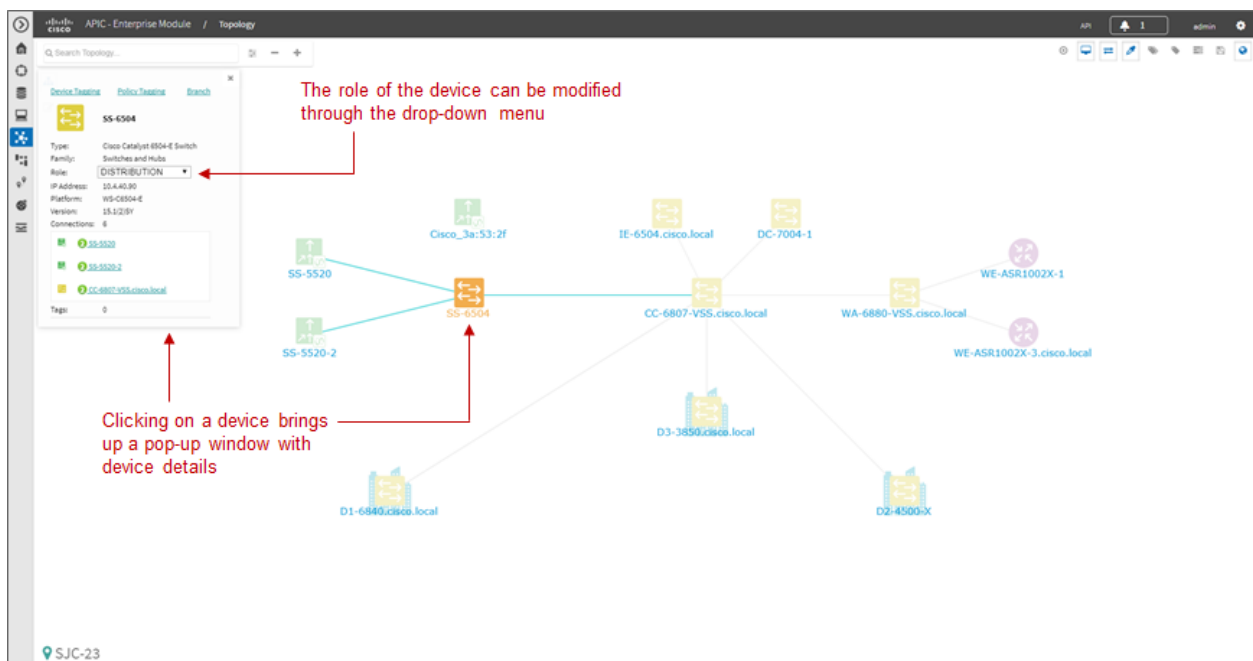 cisco APIC - Enterprise Module / Topology
API
1
admin
Search Topology...
Device Tagging Policy Tagging Branch
SS-6504
Type: Cisco Catalyst 6504-E Switch
Family: Switches and Hubs
Role: DISTRIBUTION
IP Address: 10.4.40.90
Platform: WS-C6504-E
Version: 15.1(2)SY
Connections: 6
SS-5520
SS-5520-2
CC-6807-VSS.cisco.local
Tags: 0
The role of the device can be modified
through the drop-down menu
Cisco_3a:53:2f
IE-6504.cisco.local
DC-7004-1
SS-5520
WE-ASR1002X-1
SS-6504
CC-6807-VSS.cisco.local
WA-6880-VSS.cisco.local
SS-5520-2
WE-ASR1002X-3.cisco.local
Clicking on a device brings
up a pop-up window with
device details
D3-3850.cisco.local
D1-6840.cisco.local
D2-4500-X
SJC-23